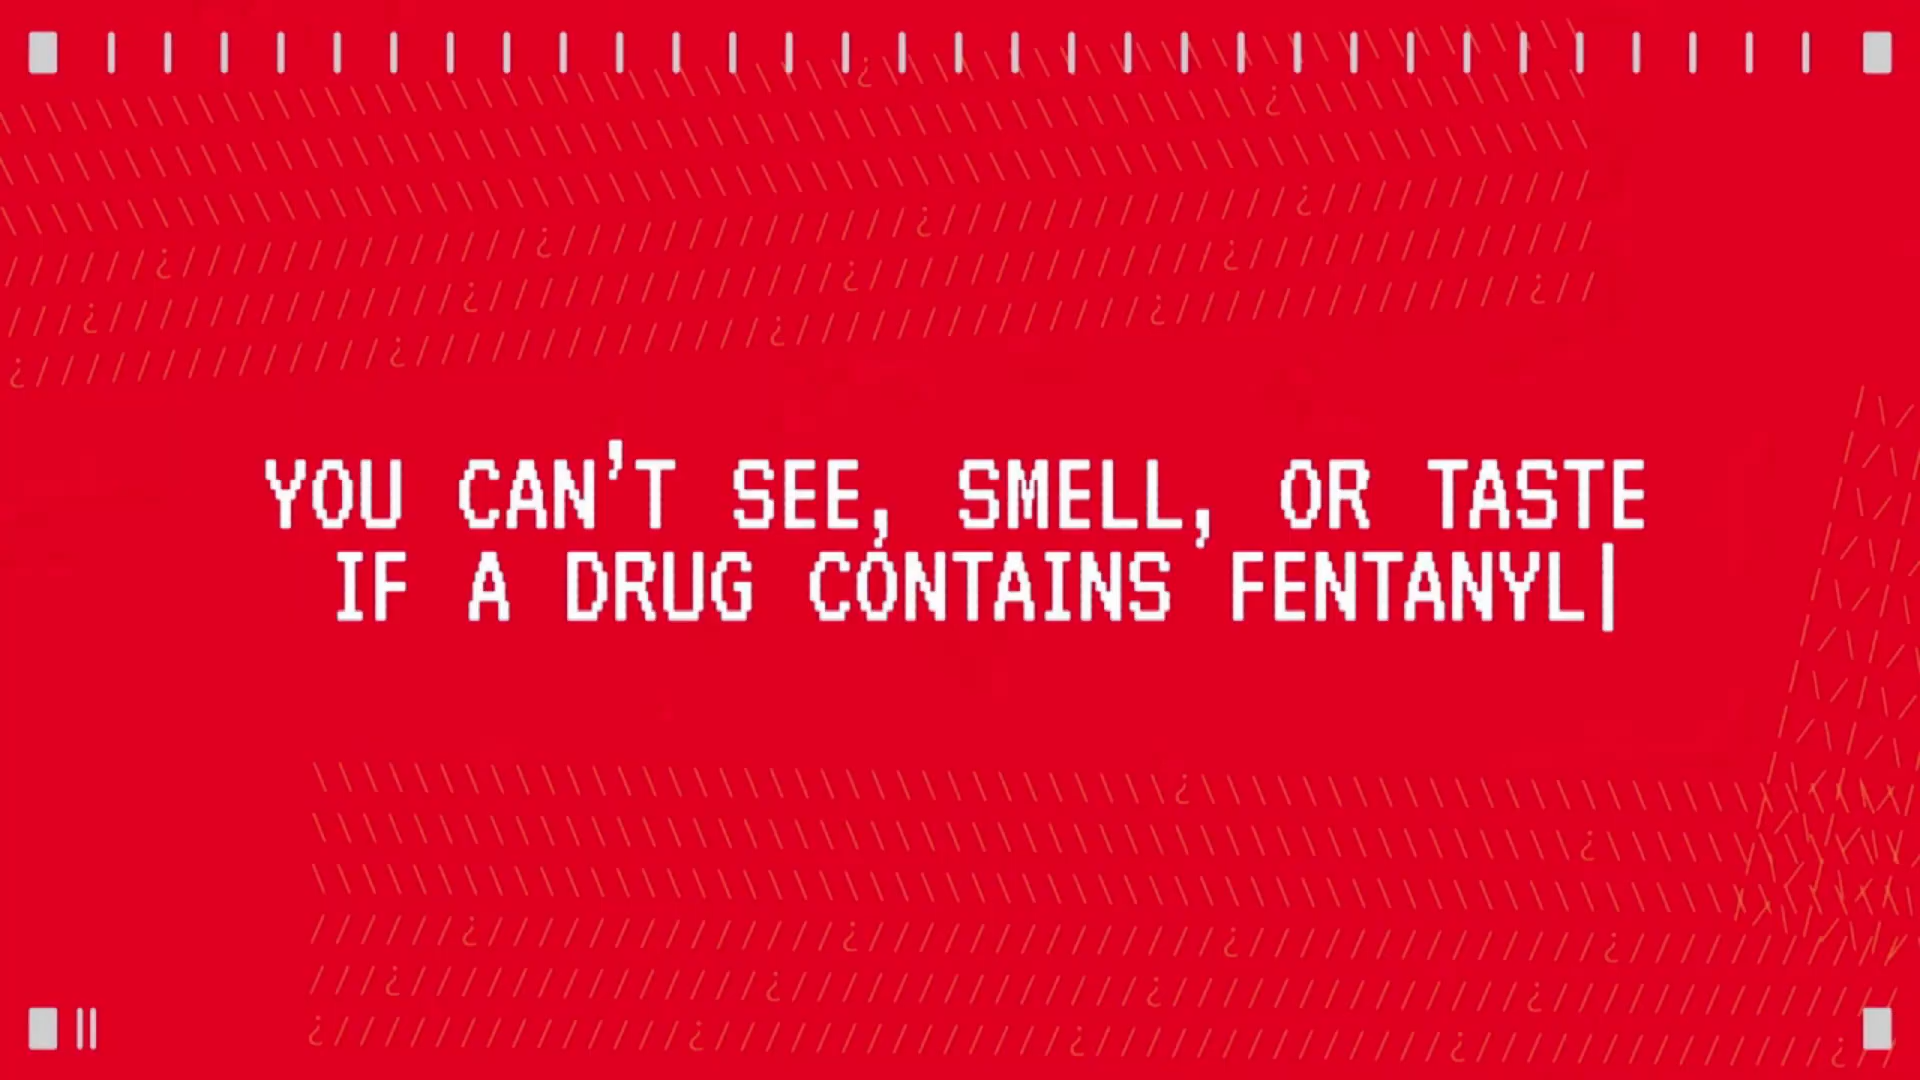 YOU CAN'T SEE, SMELL, OR TASTE
IF A DRUG CONTAINS FENTANYL|